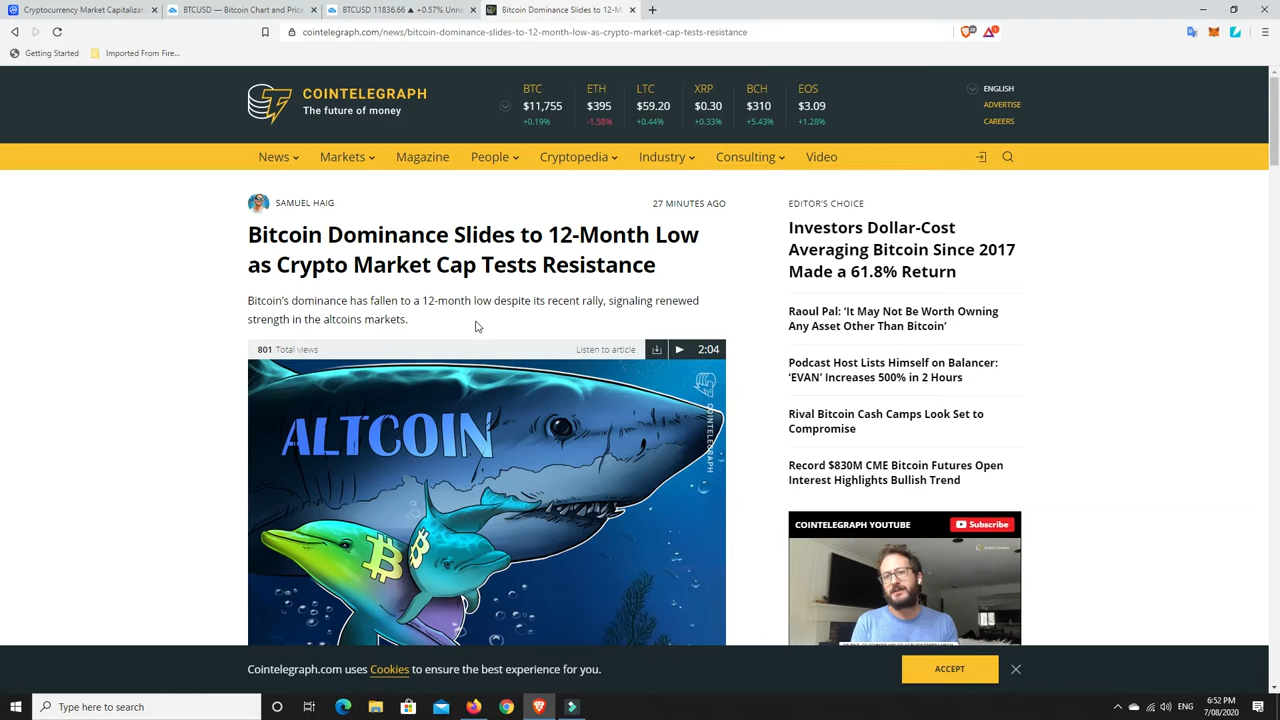 Cryptocurrency Market Capitalizat
BTCUSD — Bitcoin Chart and Price
BTCUSD 11836.66 ▲ +0.57% Unna
Bitcoin Dominance Slides to 12-M
cointelegraph.com/news/bitcoin-dominance-slides-to-12-month-low-as-crypto-market-cap-tests-resistance
Getting Started
Imported From Fire...
COINTELEGRAPH
The future of money
BTC ETH LTC XRP BCH EOS
$11,755 $395 $59.20 $0.30 $310 $3.09
+0.19% -1.58% +0.44% +0.33% +5.43% +1.28%
ENGLISH
ADVERTISE
CAREERS
News Markets Magazine People Cryptopedia Industry Consulting Video
SAMUEL HAIG
27 MINUTES AGO
Bitcoin Dominance Slides to 12-Month Low
as Crypto Market Cap Tests Resistance
Bitcoin's dominance has fallen to a 12-month low despite its recent rally, signaling renewed
strength in the altcoins markets.
801 Total views
Listen to article
2:04
ALTCOIN
COINTELEGRAPH
EDITOR'S CHOICE
Investors Dollar-Cost
Averaging Bitcoin Since 2017
Made a 61.8% Return
Raoul Pal: 'It May Not Be Worth Owning
Any Asset Other Than Bitcoin'
Podcast Host Lists Himself on Balancer:
'EVAN' Increases 500% in 2 Hours
Rival Bitcoin Cash Camps Look Set to
Compromise
Record $830M CME Bitcoin Futures Open
Interest Highlights Bullish Trend
COINTELEGRAPH YOUTUBE
Subscribe
Cointelegraph.com uses Cookies to ensure the best experience for you.
ACCEPT
Type here to search
ENG
6:52 PM
7/08/2020